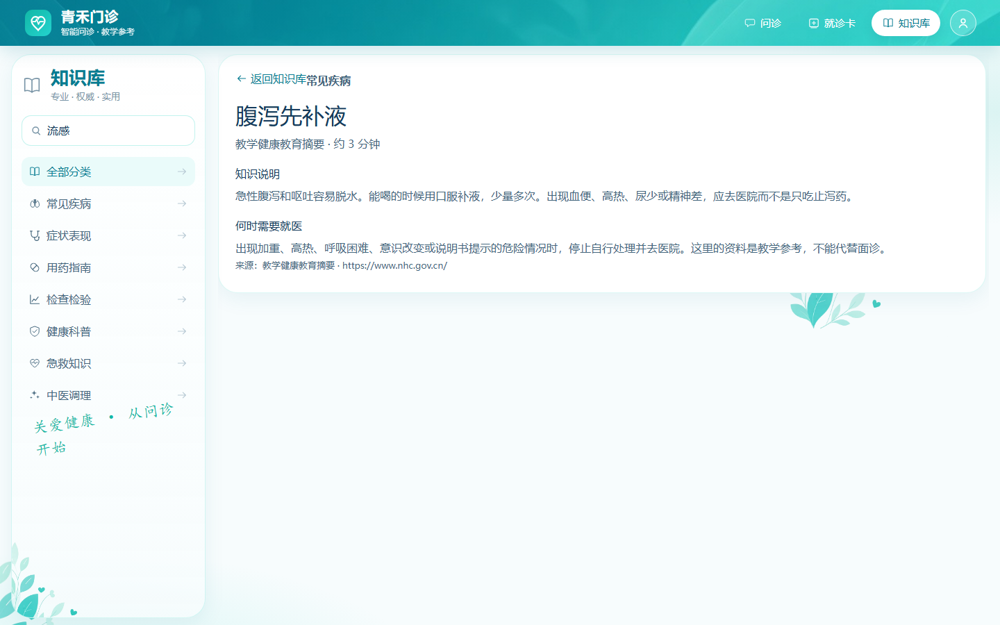 青禾门诊
智能问诊 · 教学参考
问诊
就诊卡
知识库
知识库
专业 · 权威 · 实用
流感
全部分类
常见疾病
症状表现
用药指南
检查检验
健康科普
急救知识
中医调理
关爱健康 • 从问诊
开始
返回知识库常见疾病
腹泻先补液
教学健康教育摘要 · 约 3 分钟
知识说明
急性腹泻和呕吐容易脱水。能喝的时候用口服补液，少量多次。出现血便、高热、尿少或精神差，应去医院而不是只吃止泻药。
何时需要就医
出现加重、高热、呼吸困难、意识改变或说明书提示的危险情况时，停止自行处理并去医院。这里的资料是教学参考，不能代替面诊。
来源：教学健康教育摘要 · https://www.nhc.gov.cn/